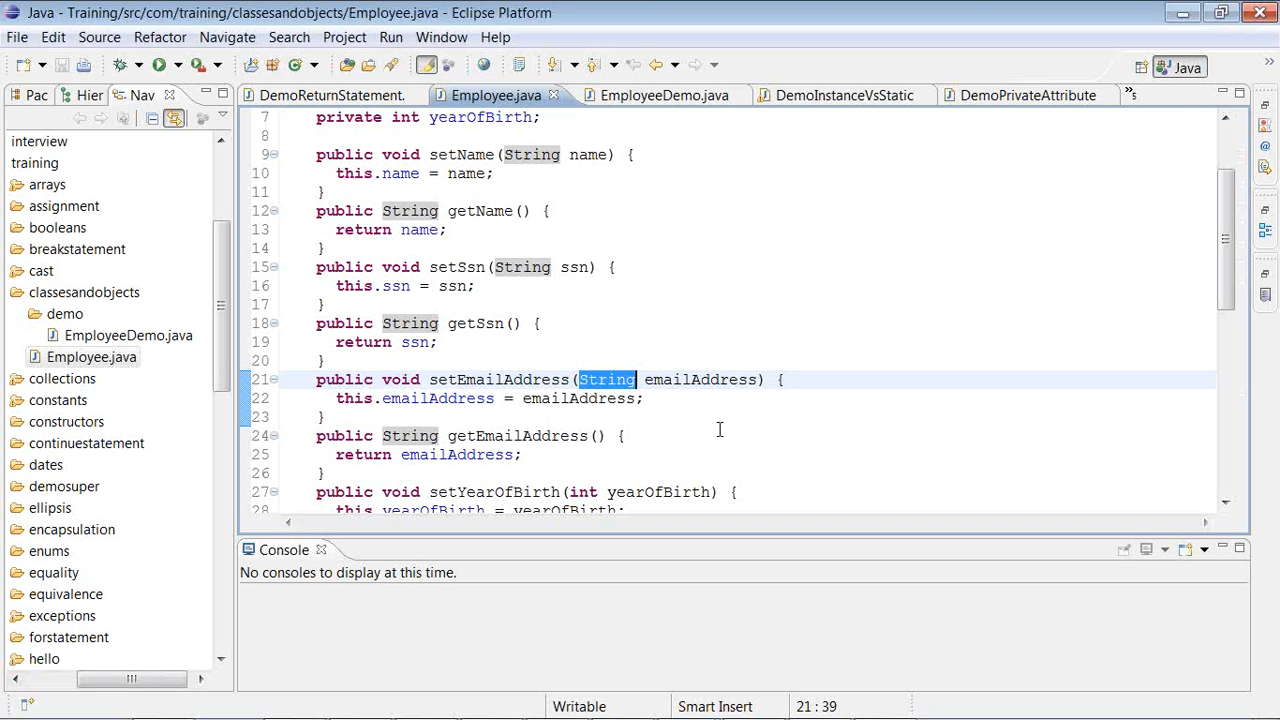 Java - Training/src/com/training/classesandobjects/Employee.java - Eclipse Platform
File Edit Source Refactor Navigate Search Project Run Window Help
Java
Pac Hier Nav
DemoReturnStatement. Employee.java EmployeeDemo.java DemoInstanceVsStatic DemoPrivateAttribute »5
interview
training
arrays
assignment
booleans
breakstatement
cast
classesandobjects
demo
EmployeeDemo.java
Employee.java
collections
constants
constructors
continuestatement
dates
demosuper
ellipsis
encapsulation
enums
equality
equivalence
exceptions
forstatement
hello
7 private int yearOfBirth;
8
9 public void setName(String name) {
10 this.name = name;
11 }
12 public String getName() {
13 return name;
14 }
15 public void setSsn(String ssn) {
16 this.ssn = ssn;
17 }
18 public String getSsn() {
19 return ssn;
20 }
21 public void setEmailAddress(String emailAddress) {
22 this.emailAddress = emailAddress;
23 }
24 public String getEmailAddress() {
25 return emailAddress;
26 }
27 public void setYearOfBirth(int yearOfBirth) {
28 this.yearOfBirth = yearOfBirth;
Console
No consoles to display at this time.
Writable Smart Insert 21 : 39